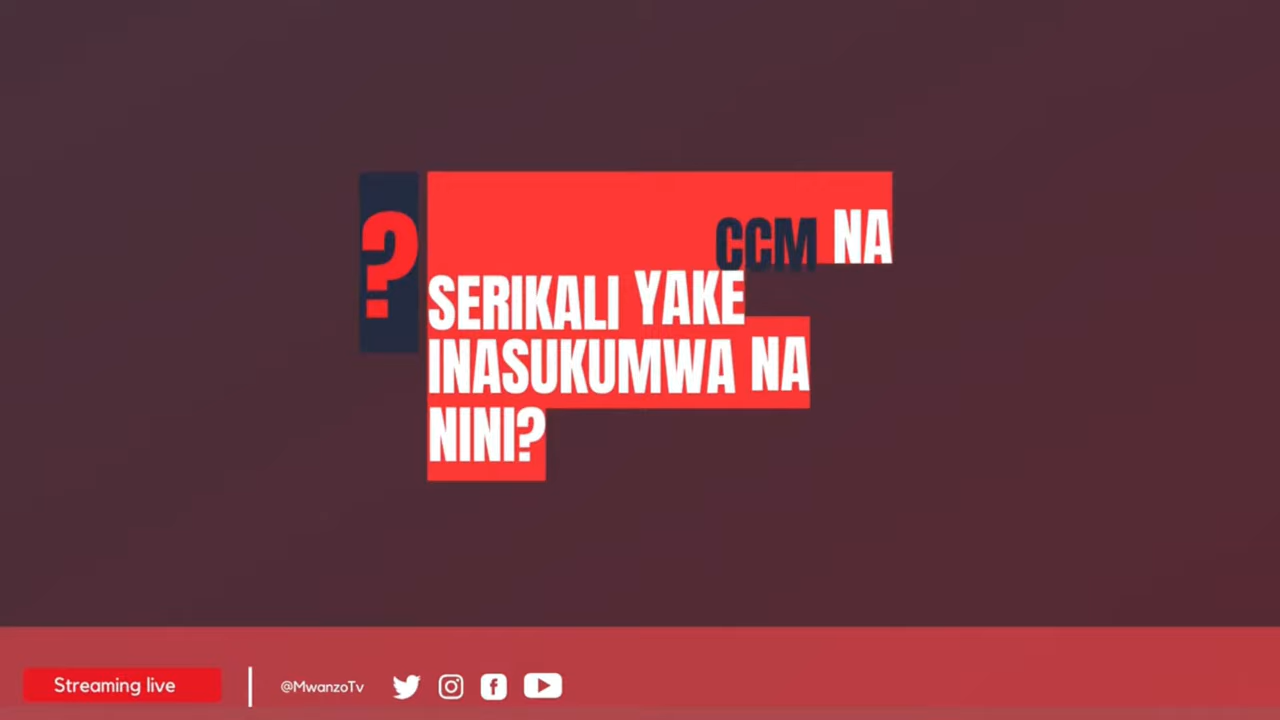 ?
CCM NA
SERIKALI YAKE
INASUKUMWA NA
NINI?
Streaming live
@MwanzoTv